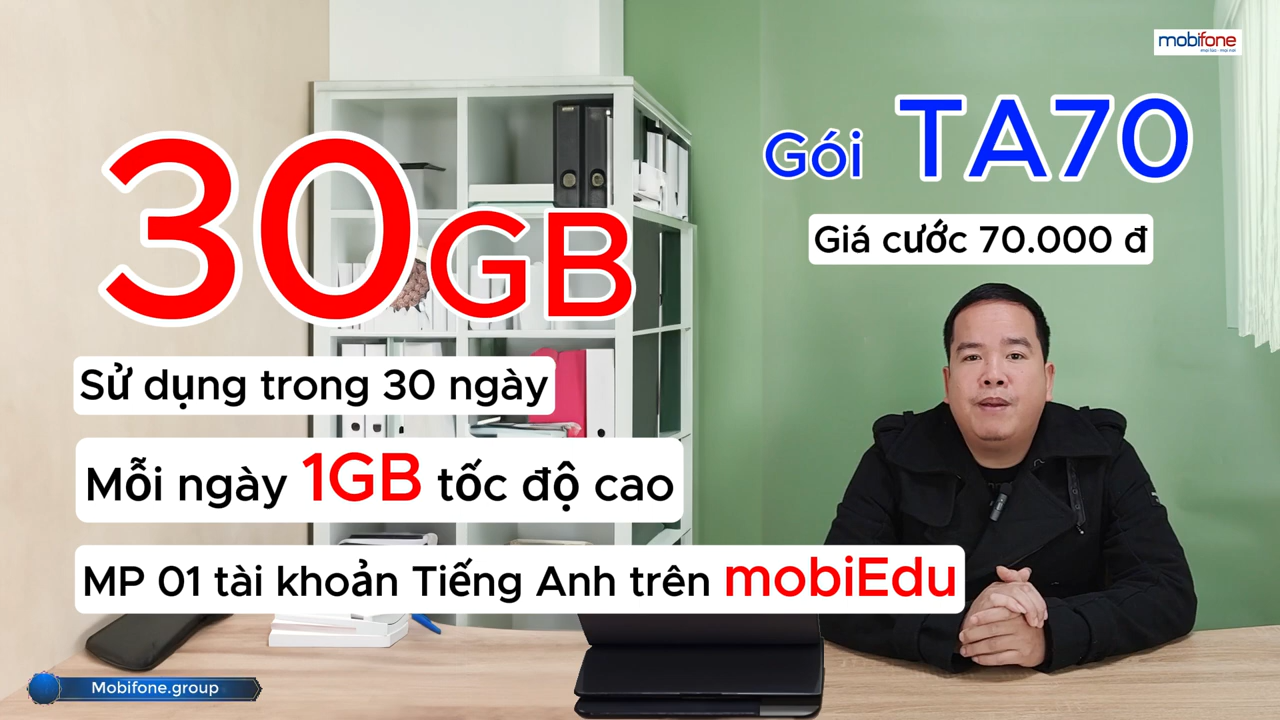 mobifone
Gói TA70
Giá cước 70.000 đ
30GB
Sử dụng trong 30 ngày
Mỗi ngày 1GB tốc độ cao
MP 01 tài khoản Tiếng Anh trên mobiEdu
Mobifone.group